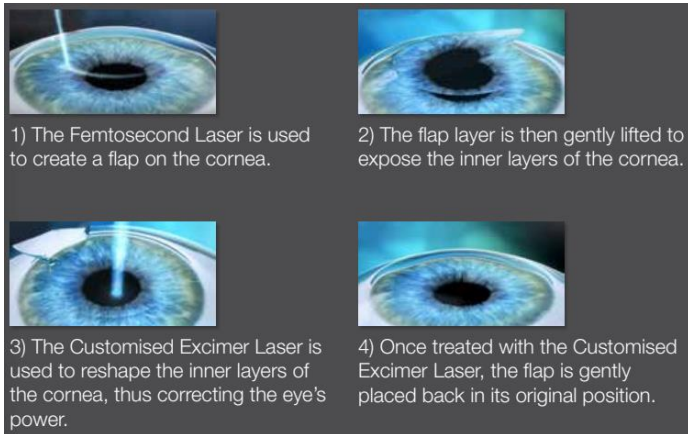 1) The Femtosecond Laser is used
to create a flap on the cornea.
2) The flap layer is then gently lifted to
expose the inner layers of the cornea.
3) The Customised Excimer Laser is
used to reshape the inner layers of
the cornea, thus correcting the eye's
power.
4) Once treated with the Customised
Excimer Laser, the flap is gently
placed back in its original position.